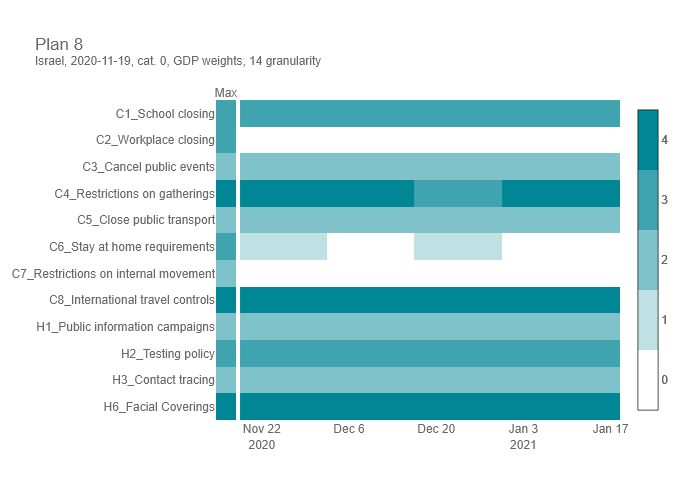 Plan 8
Israel, 2020-11-19, cat. 0, GDP weights, 14 granularity
Max
C1_School closing
C2_Workplace closing
C3_Cancel public events
C4_Restrictions on gatherings
C5_Close public transport
C6_Stay at home requirements
C7_Restrictions on internal movement
C8_International travel controls
H1_Public information campaigns
H2_Testing policy
H3_Contact tracing
H6_Facial Coverings
4
3
2
1
0
Nov 22 Dec 6 Dec 20 Jan 3 Jan 17
2020 2021